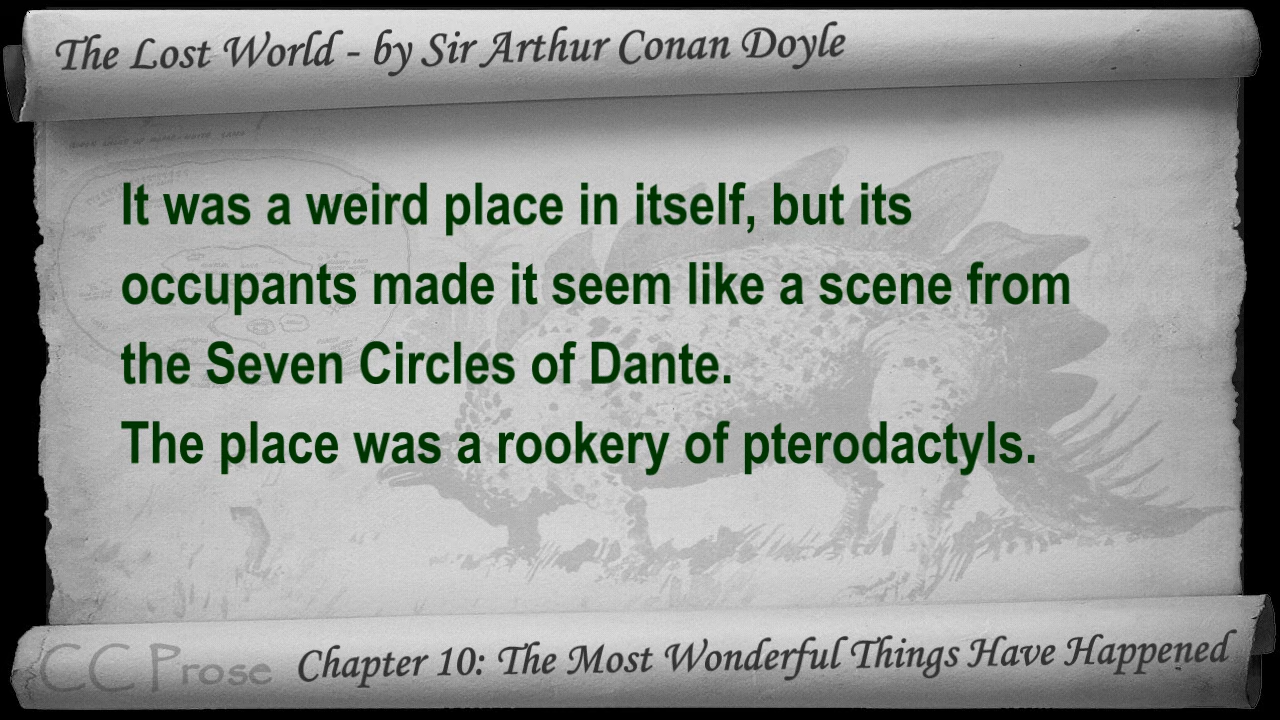 The Lost World - by Sir Arthur Conan Doyle
It was a weird place in itself, but its
occupants made it seem like a scene from
the Seven Circles of Dante.
The place was a rookery of pterodactyls.
CC Prose
Chapter 10: The Most Wonderful Things Have Happened